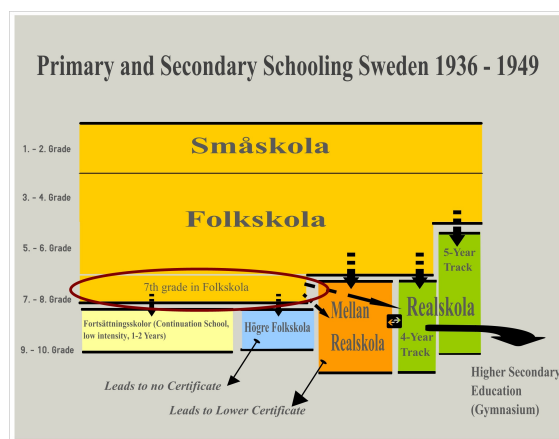 Primary and Secondary Schooling Sweden 1936 - 1949
1. - 2. Grade
Småskola
3. - 4. Grade
Folkskola
5. - 6. Grade
5-Year
Track
7th grade in Folkskola
7. - 8. Grade
Mellan
Realskola
Realskola
Fortsättningsskolor (Continuation School,
low intensity, 1-2 Years)
Högre Folkskola
4-Year
Track
9. - 10. Grade
Leads to no Certificate
Leads to Lower Certificate
Higher Secondary
Education
(Gymnasium)